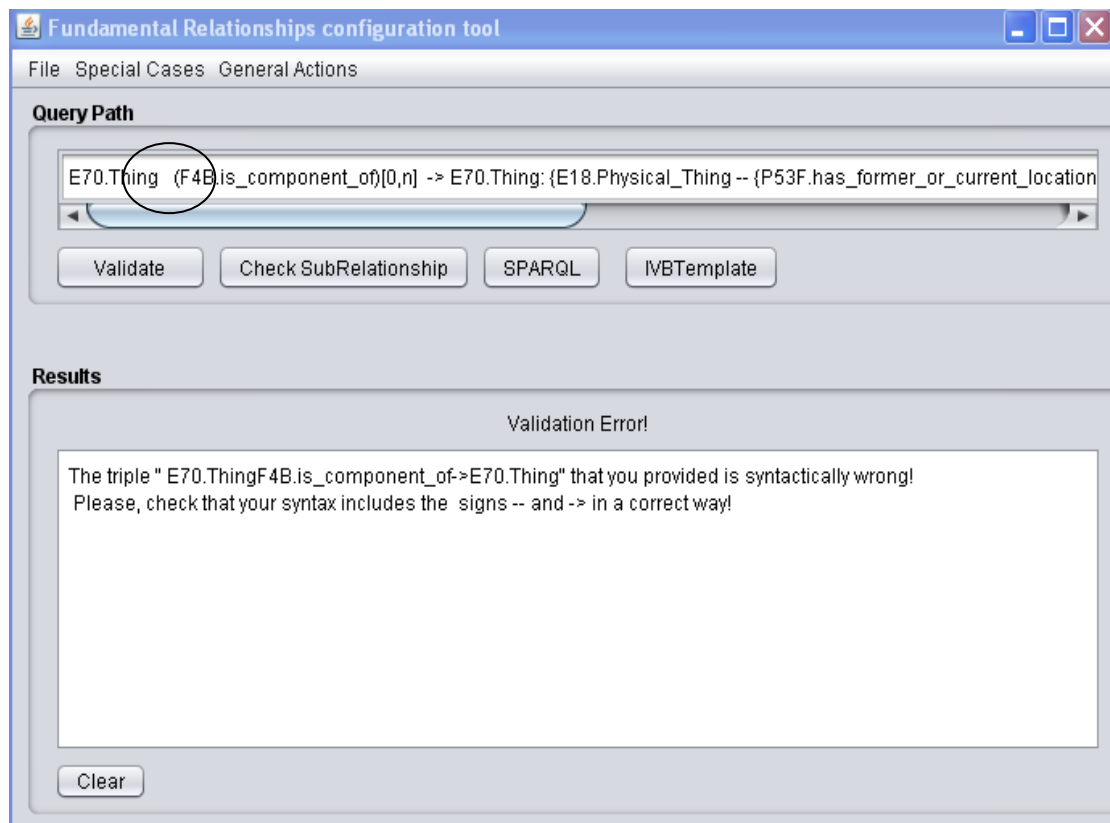 Fundamental Relationships configuration tool
File Special Cases General Actions
Query Path
E70.Thing (F4B.is_component_of)[0,n] -> E70.Thing: {E18.Physical_Thing -- {P53F.has_former_or_current_location
Validate Check SubRelationship SPARQL IVBTemplate
Results
Validation Error!
The triple " E70.ThingF4B.is_component_of->E70.Thing" that you provided is syntactically wrong!
Please, check that your syntax includes the signs -- and -> in a correct way!
Clear